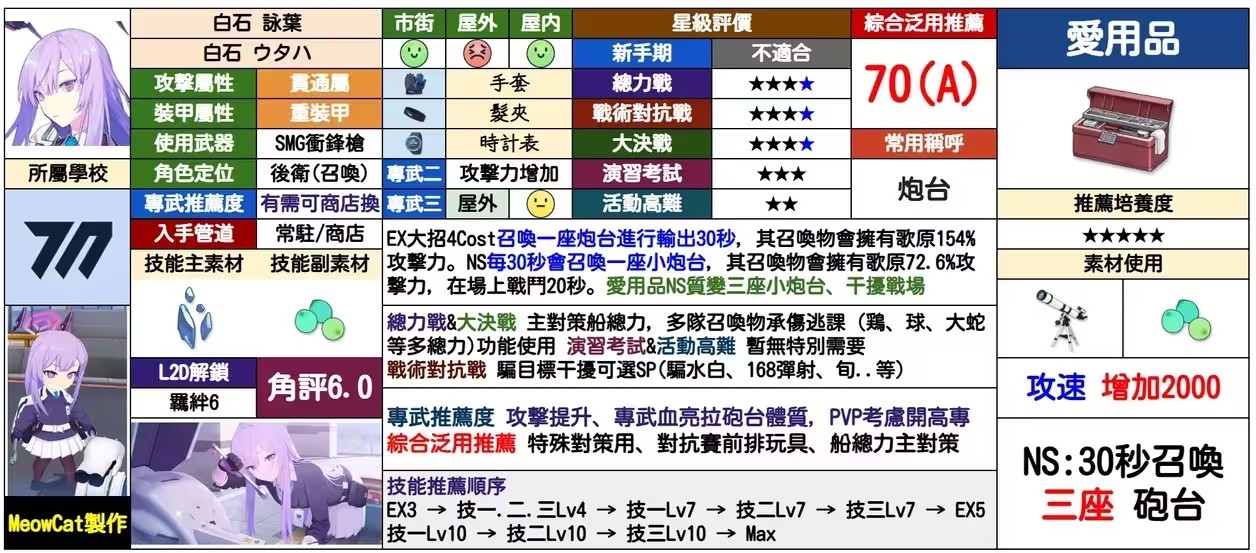 白石 詠葉
白石 ウタハ
攻擊屬性 貫通屬
裝甲屬性 重裝甲
使用武器 SMG衝鋒槍
所屬學校
角色定位 後衛(召喚)
專武推薦度 有需可商店換
入手管道 常駐/商店
技能主素材 技能副素材
L2D解鎖
羈絆6
角評6.0
MeowCat製作
市街 屋外 屋内
手套
髮夾
時計表
專武二 攻擊力增加
專武三 屋外
星級評價
新手期 不適合
總力戰 ★★★★
戰術對抗戰 ★★★★
大決戰 ★★★★
演習考試 ★★★
活動高難 ★★
綜合泛用推薦
70(A)
常用稱呼
炮台
EX大招4Cost召喚一座炮台進行輸出30秒，其召喚物會擁有歌原154%
攻擊力。NS每30秒會召喚一座小炮台，其召喚物會擁有歌原72.6%攻
擊力，在場上戰鬥20秒。愛用品NS質變三座小炮台、干擾戰場
總力戰&大決戰 主對策船總力，多隊召喚物承傷逃課 (鶏、球、大蛇
等多總力)功能使用 演習考試&活動高難 暫無特別需要
戰術對抗戰 騙目標干擾可選SP(騙水白、168彈射、旬..等)
專武推薦度 攻擊提升、專武血亮拉砲台體質，PVP考慮開高專
綜合泛用推薦 特殊對策用、對抗賽前排玩具、船總力主對策
技能推薦順序
EX3 → 技一.二.三Lv4 → 技一Lv7 → 技二Lv7 → 技三Lv7 → EX5
技一Lv10 → 技二Lv10 → 技三Lv10 → Max
愛用品
推薦培養度
★★★★★
素材使用
攻速 增加2000
NS:30秒召喚
三座 砲台